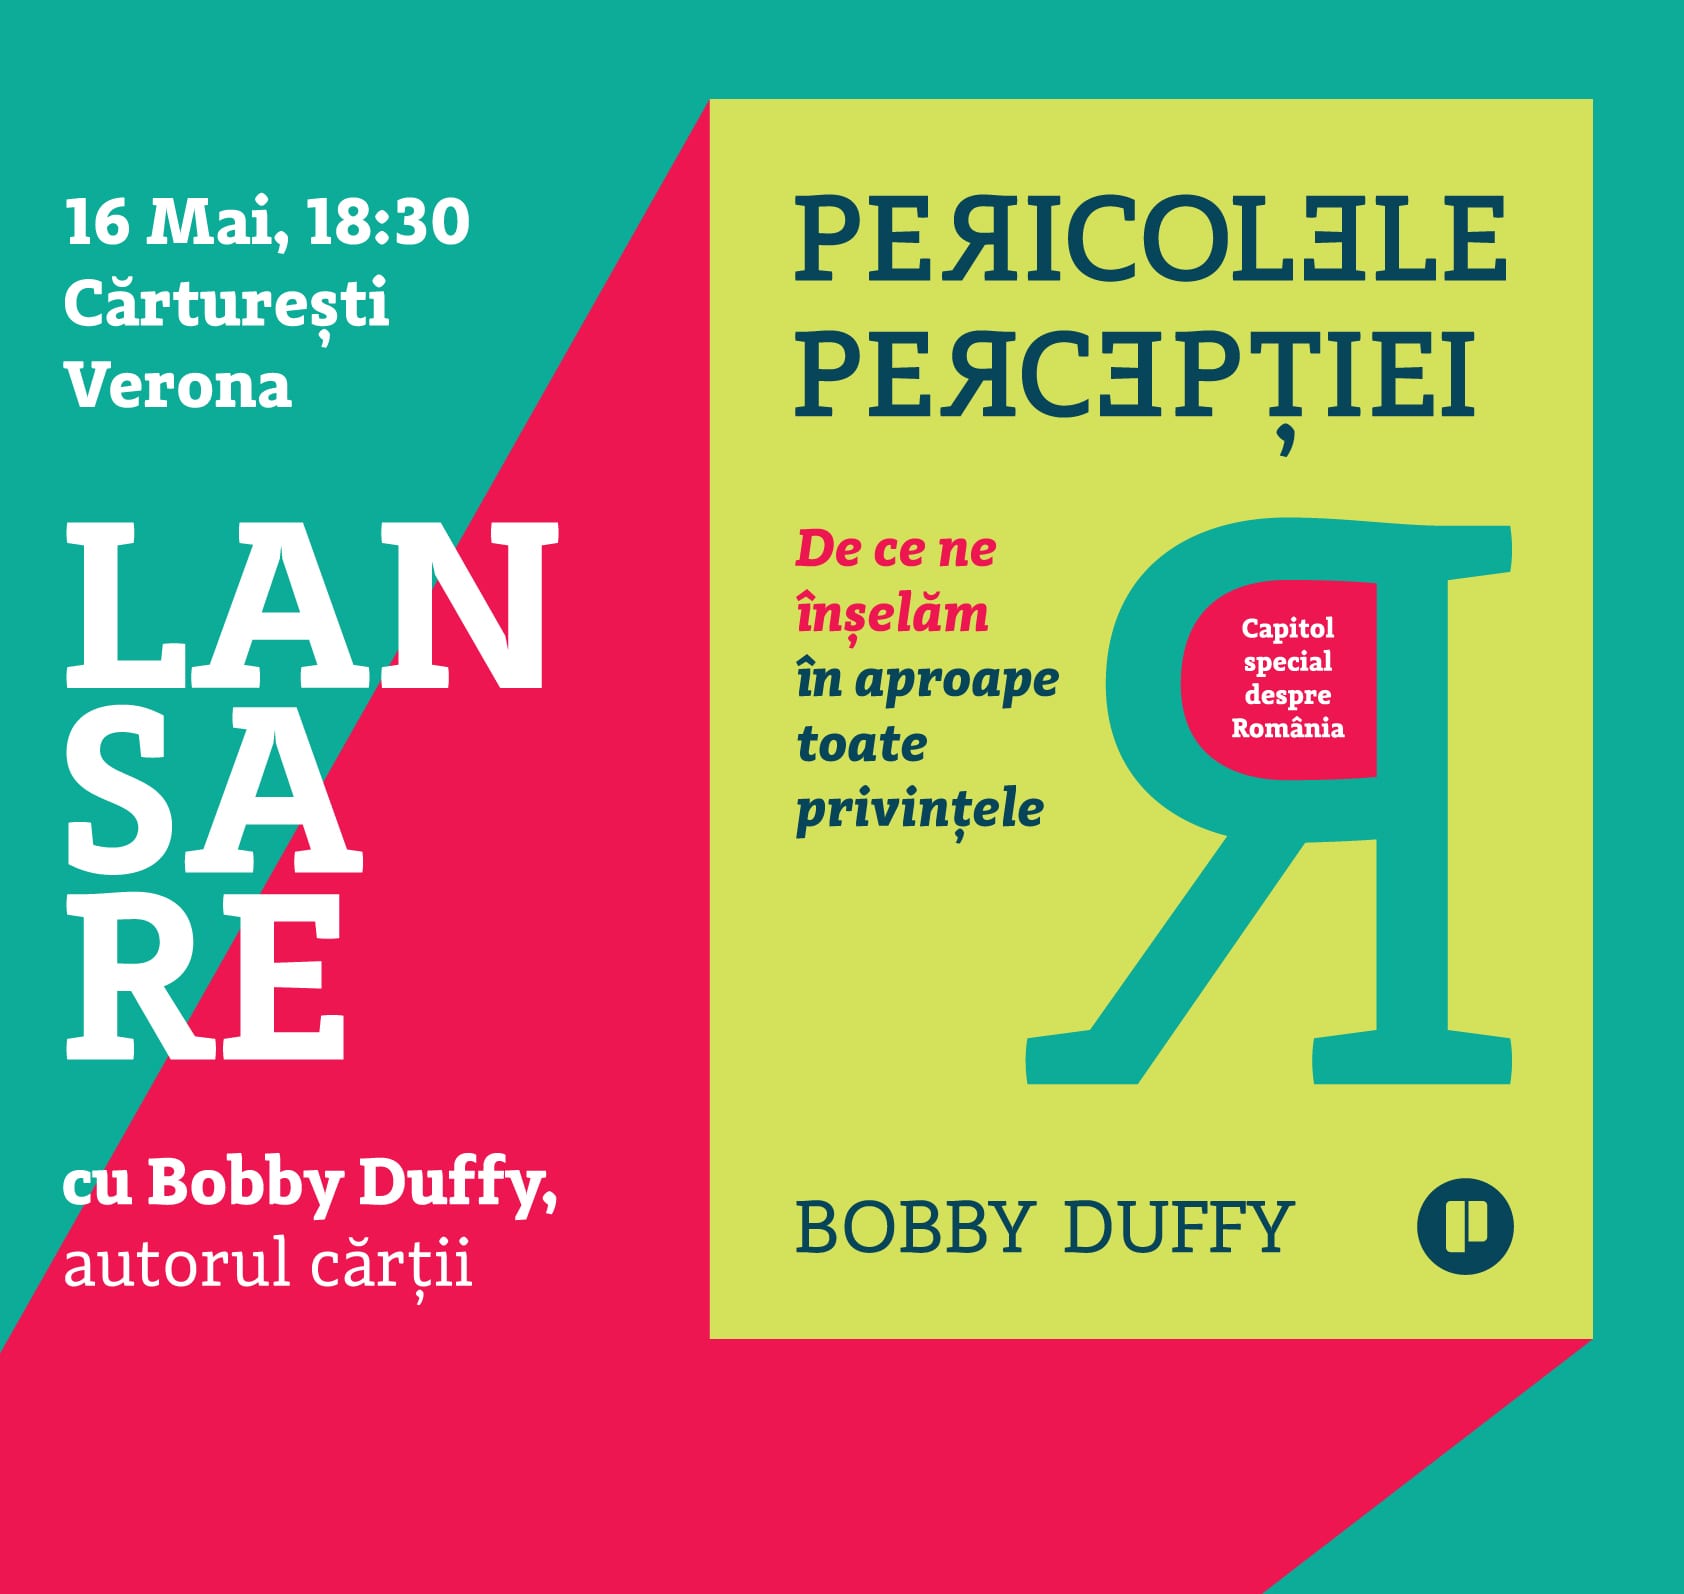 16 Mai, 18:30
Cărturești
Verona
LAN
SA
RE
cu Bobby Duffy,
autorul cărții
PEЯICOLƎLE
PEЯCƎPȚIEI
De ce ne
înșelăm
în aproape
toate
privințele
Я
Capitol
special
despre
România
BOBBY DUFFY
P